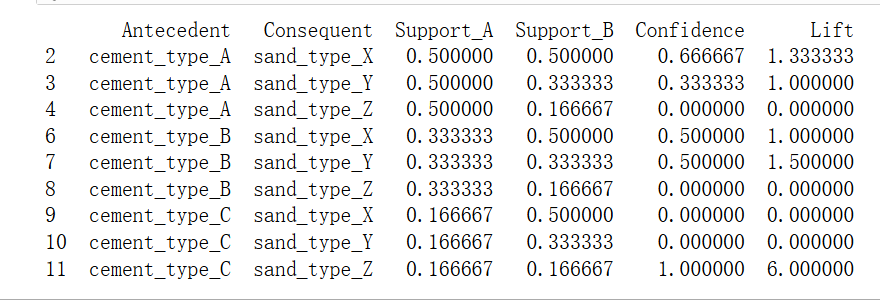 Antecedent Consequent Support_A Support_B Confidence Lift
2 cement_type_A sand_type_X 0.500000 0.500000 0.666667 1.333333
3 cement_type_A sand_type_Y 0.500000 0.333333 0.333333 1.000000
4 cement_type_A sand_type_Z 0.500000 0.166667 0.000000 0.000000
6 cement_type_B sand_type_X 0.333333 0.500000 0.500000 1.000000
7 cement_type_B sand_type_Y 0.333333 0.333333 0.500000 1.500000
8 cement_type_B sand_type_Z 0.333333 0.166667 0.000000 0.000000
9 cement_type_C sand_type_X 0.166667 0.500000 0.000000 0.000000
10 cement_type_C sand_type_Y 0.166667 0.333333 0.000000 0.000000
11 cement_type_C sand_type_Z 0.166667 0.166667 1.000000 6.000000